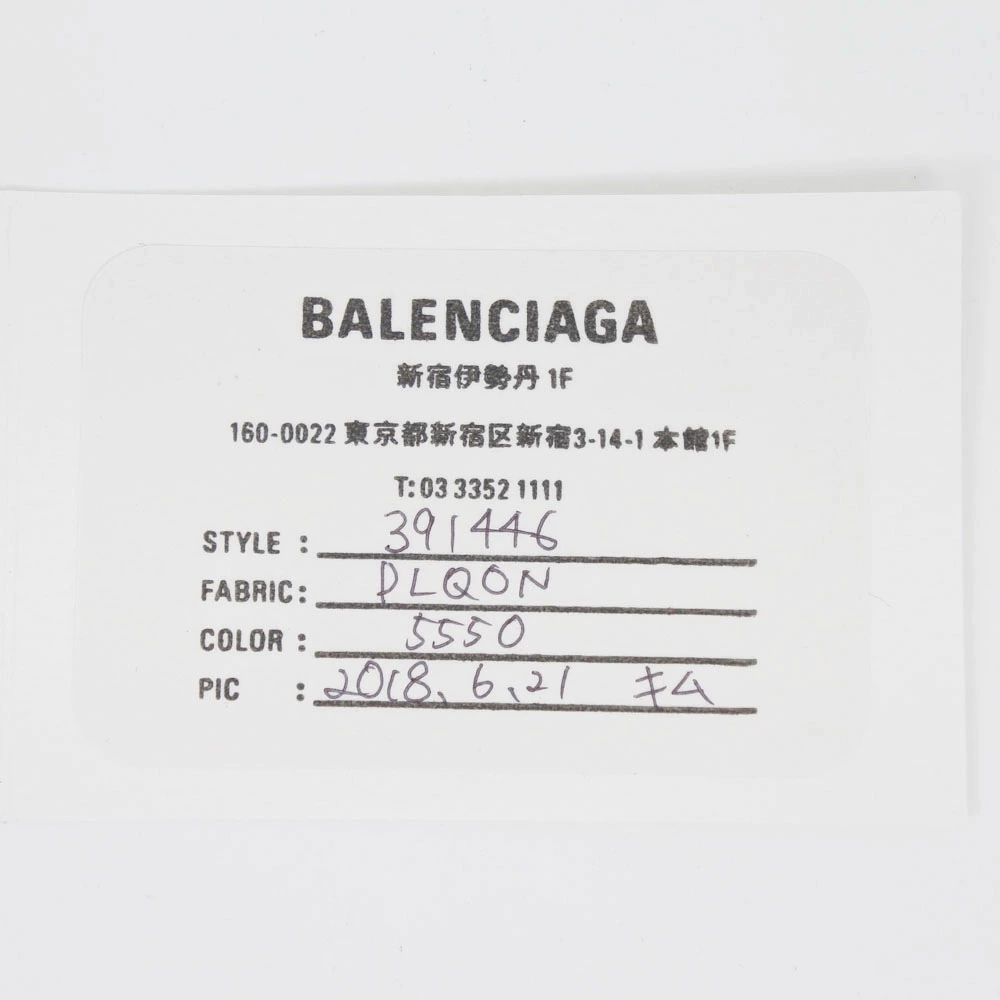 BALENCIAGA
新宿伊勢丹 1F
160-0022 東京都新宿区新宿3-14-1 本館1F
T: 03 3352 1111
STYLE : 391446
FABRIC: DLQ0N
COLOR : 5550
PIC : 2018、6、21 キム